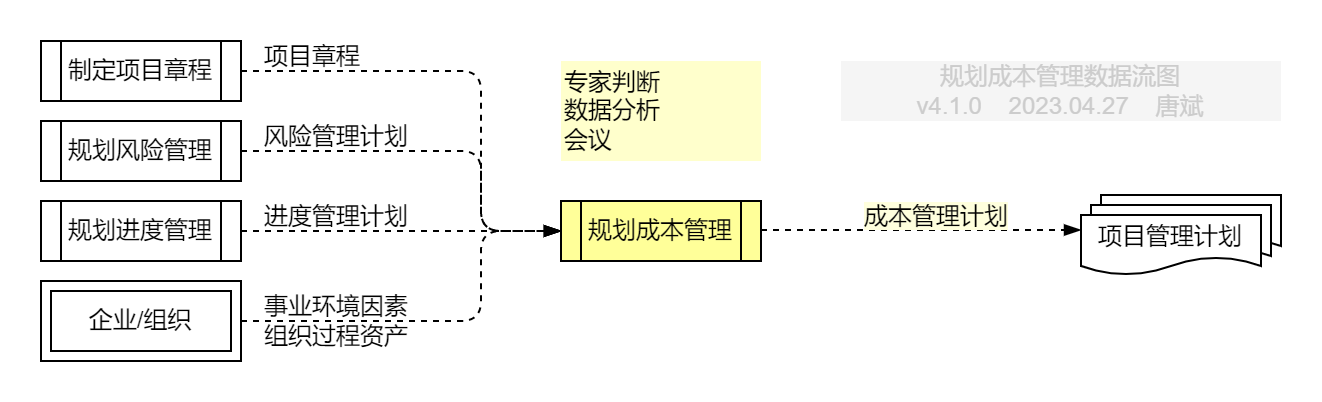 制定项目章程
项目章程
规划风险管理
风险管理计划
规划进度管理
进度管理计划
企业/组织
事业环境因素
组织过程资产
专家判断
数据分析
会议
规划成本管理
成本管理计划
项目管理计划
规划成本管理数据流图
v4.1.0 2023.04.27 唐斌